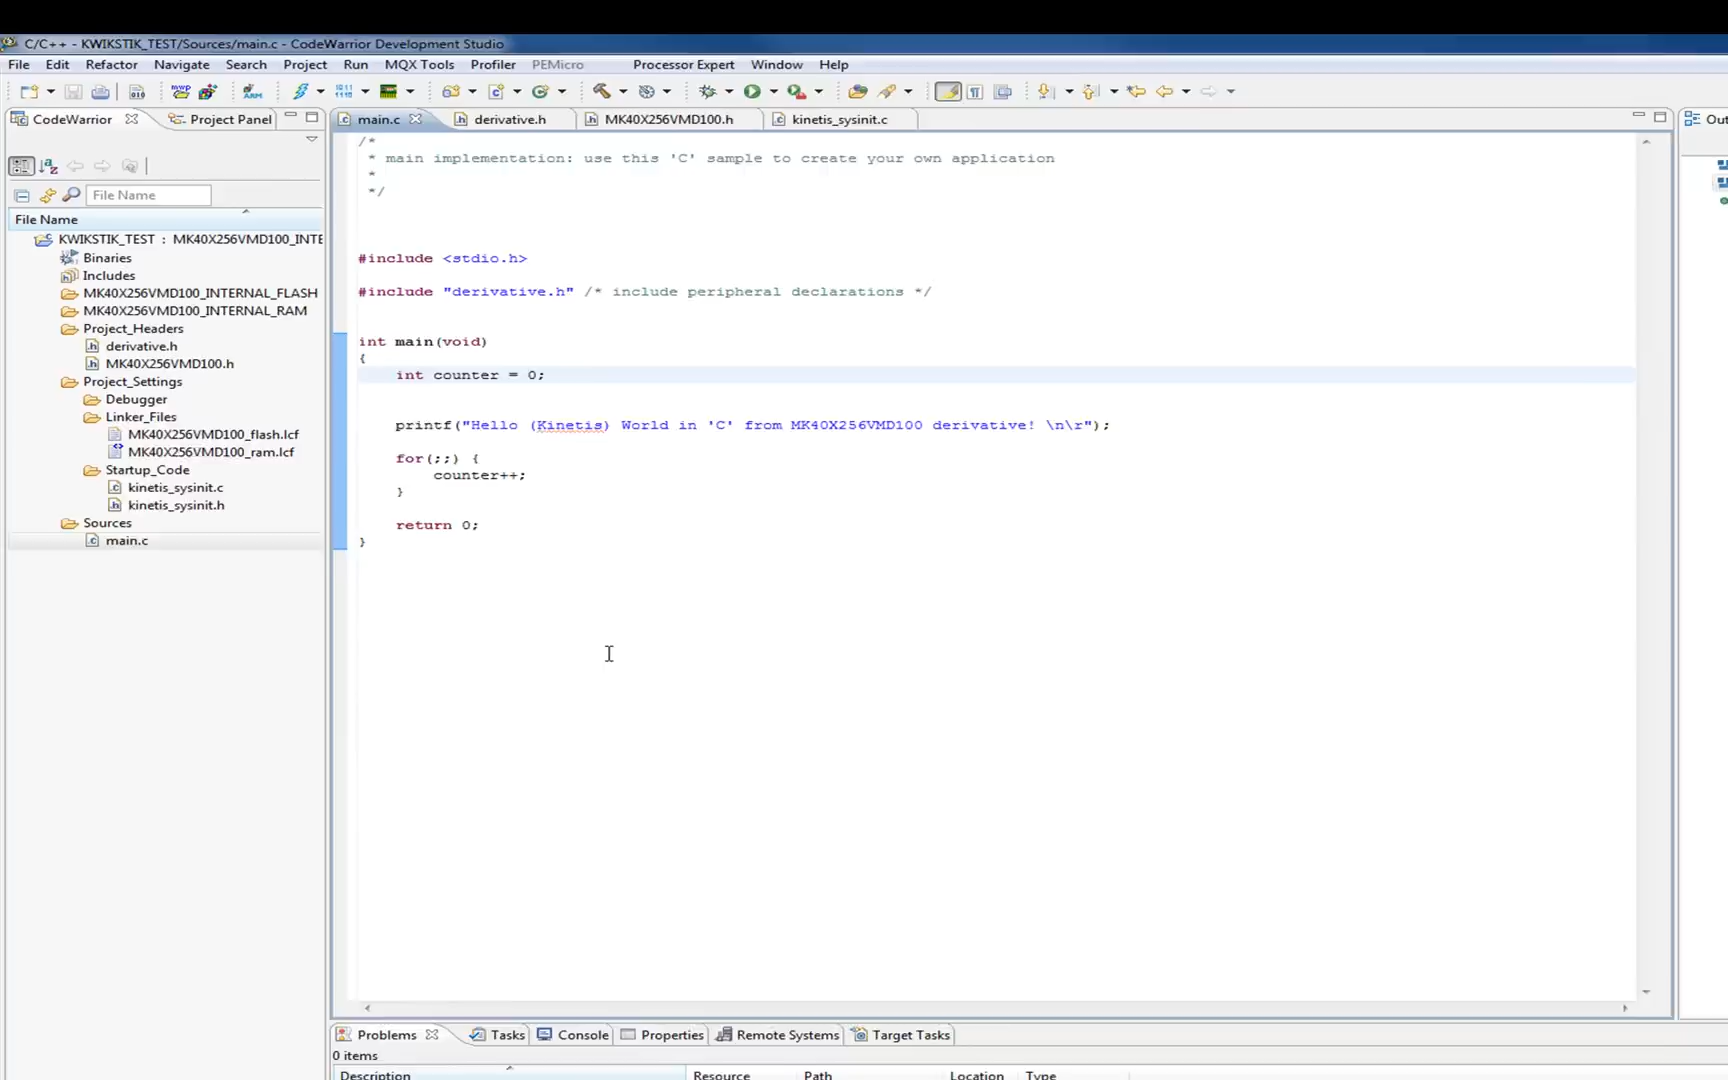 C/C++ - KWIKSTIK_TEST/Sources/main.c - CodeWarrior Development Studio
File Edit Refactor Navigate Search Project Run MQX Tools Profiler PEMicro Processor Expert Window Help
CodeWarrior Project Panel
main.c derivative.h MK40X256VMD100.h kinetis_sysinit.c
File Name
File Name
KWIKSTIK_TEST : MK40X256VMD100_INTE
Binaries
Includes
MK40X256VMD100_INTERNAL_FLASH
MK40X256VMD100_INTERNAL_RAM
Project_Headers
derivative.h
MK40X256VMD100.h
Project_Settings
Debugger
Linker_Files
MK40X256VMD100_flash.lcf
MK40X256VMD100_ram.lcf
Startup_Code
kinetis_sysinit.c
kinetis_sysinit.h
Sources
main.c
/*
* main implementation: use this 'C' sample to create your own application
*
*/
#include <stdio.h>
#include "derivative.h" /* include peripheral declarations */
int main(void)
{
int counter = 0;
printf("Hello (Kinetis) World in 'C' from MK40X256VMD100 derivative! \n\r");
for(;;) {
counter++;
}
return 0;
}
Problems Tasks Console Properties Remote Systems Target Tasks
0 items
Description Resource Path Location Type